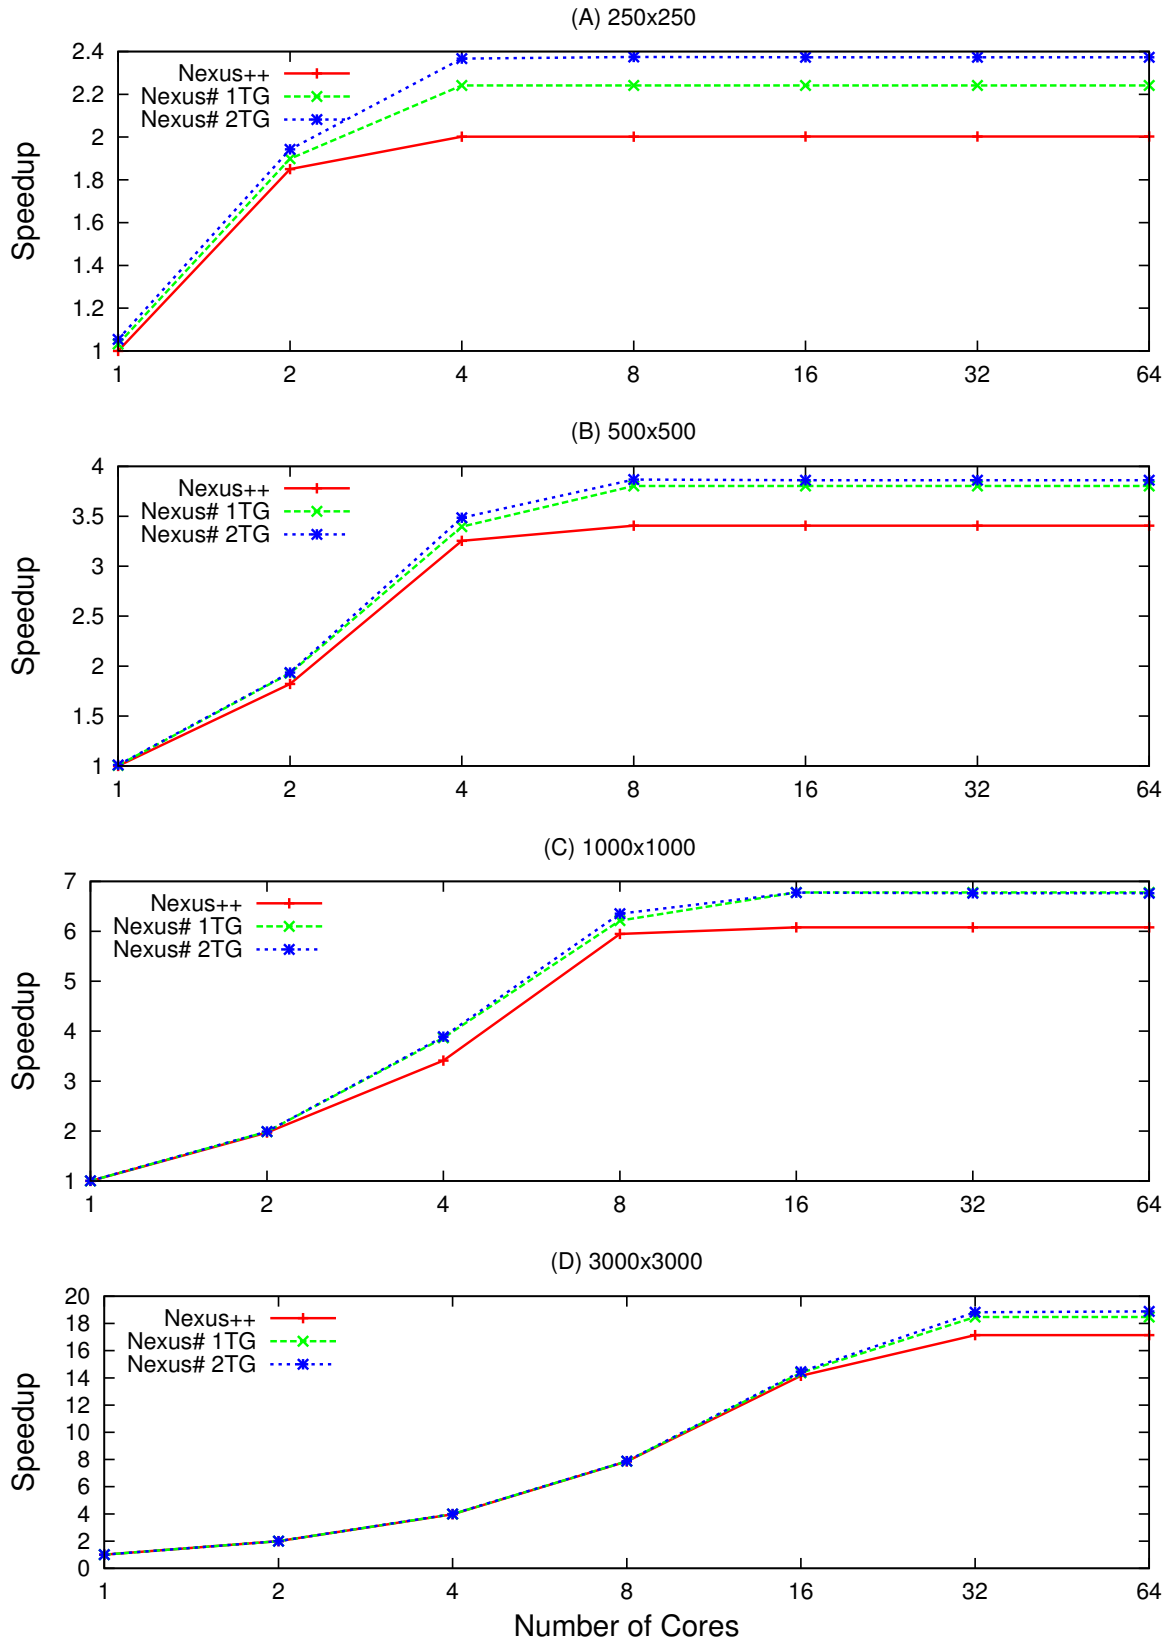 (A) 250x250
2.4
2.2
2
1.8
1.6
1.4
1.2
1
Speedup
Nexus++
Nexus# 1TG
Nexus# 2TG
1 2 4 8 16 32 64
(B) 500x500
4
3.5
3
2.5
2
1.5
1
Speedup
Nexus++
Nexus# 1TG
Nexus# 2TG
1 2 4 8 16 32 64
(C) 1000x1000
7
6
5
4
3
2
1
Speedup
Nexus++
Nexus# 1TG
Nexus# 2TG
1 2 4 8 16 32 64
(D) 3000x3000
20
18
16
14
12
10
8
6
4
2
0
Speedup
Nexus++
Nexus# 1TG
Nexus# 2TG
1 2 4 8 16 32 64
Number of Cores